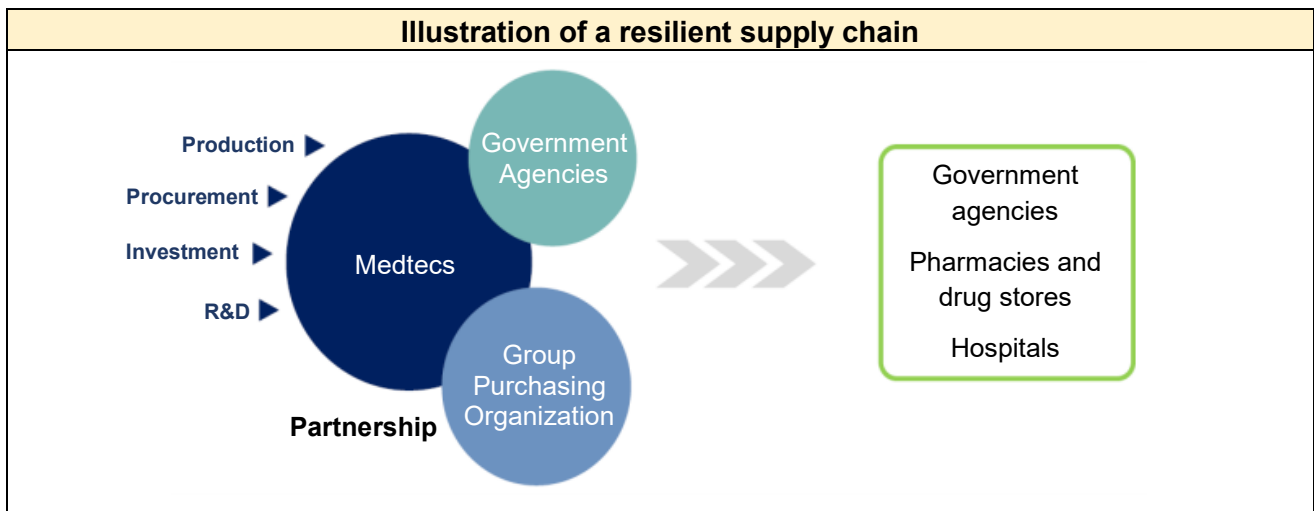 Illustration of a resilient supply chain
Production
Procurement
Investment
R&D
Medtecs
Government
Agencies
Group
Purchasing
Organization
Partnership
Government
agencies
Pharmacies and
drug stores
Hospitals